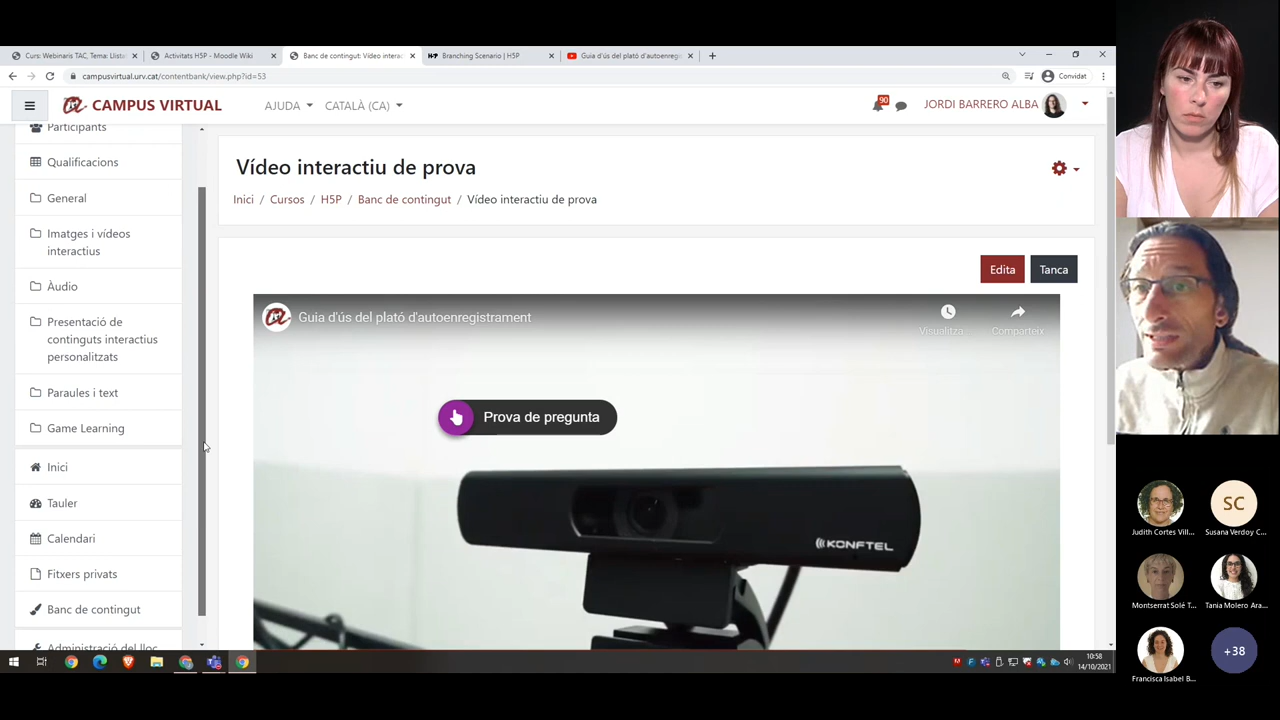 Curs: Webinaris TAC, Tema: Llista
Activitats H5P - Moodle Wiki
Banc de contingut: Vídeo interac
H-P Branching Scenario | H5P
Guia d'ús del plató d'autoenregistr
campusvirtual.urv.cat/contentbank/view.php?id=53
Convidat
CAMPUS VIRTUAL
AJUDA
CATALÀ (CA)
90
JORDI BARRERO ALBA
Participants
Qualificacions
General
Imatges i vídeos
interactius
Àudio
Presentació de
continguts interactius
personalitzats
Paraules i text
Game Learning
Inici
Tauler
Calendari
Fitxers privats
Banc de contingut
Administració del lloc
Vídeo interactiu de prova
Inici / Cursos / H5P / Banc de contingut / Vídeo interactiu de prova
Edita
Tanca
Guia d'ús del plató d'autoenregistrament
Visualitza...
Comparteix
Prova de pregunta
KONFTEL
10:58
14/10/2021
SC
Judith Cortes Vill...
Susana Verdoy C...
Montserrat Solé T...
Tania Molero Ara...
+38
Francisca Isabel B...